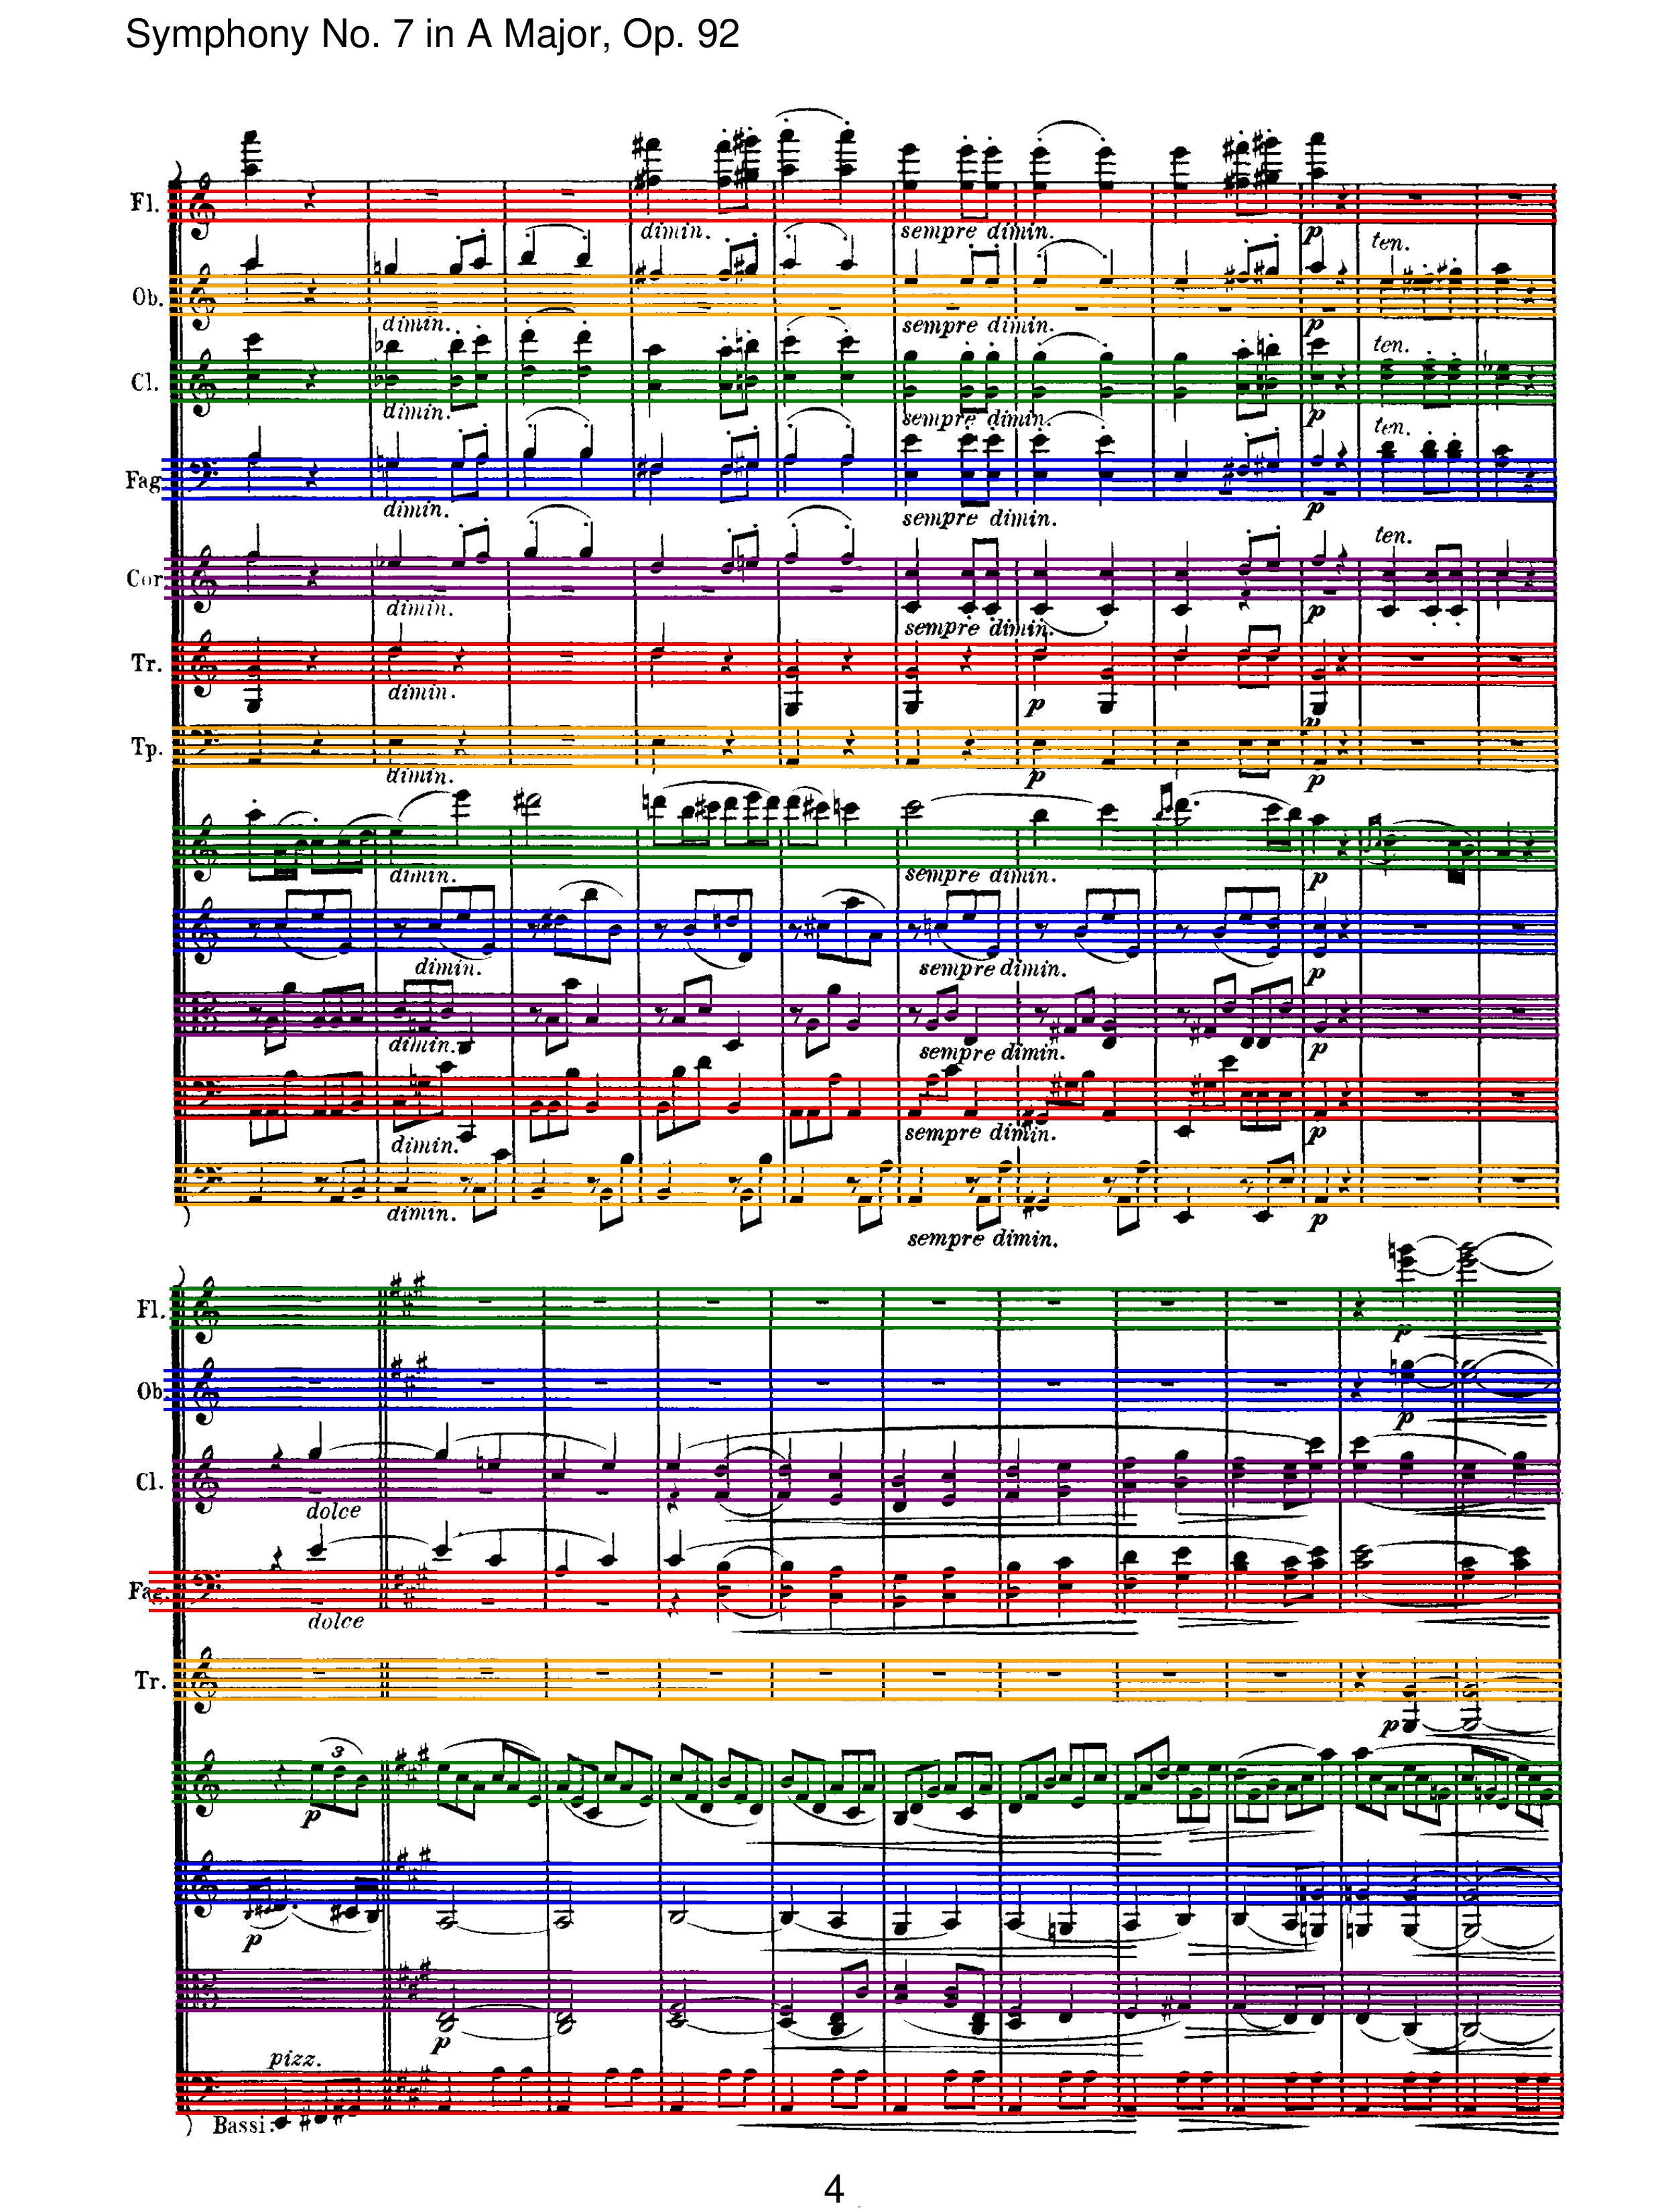 Symphony No. 7 in A Major, Op. 92
Fl.
dimin. sempre dimin. p
ten.
Ob.
dimin. sempre dimin. p
ten.
Cl.
dimin. sempre dimin. p
ten.
Fag
dimin. sempre dimin. p
ten.
Cor
dimin. sempre dimin. p
Tr.
dimin. p p
Tp.
dimin. p p
dimin. sempre dimin. p
dimin. sempre dimin. p
dimin. sempre dimin. p
dimin. sempre dimin. p
dimin. sempre dimin. p
Fl.
p
Ob.
p
Cl.
dolce
Fag.
dolce
Tr.
p
3
p
p
p
pizz.
Bassi.
4